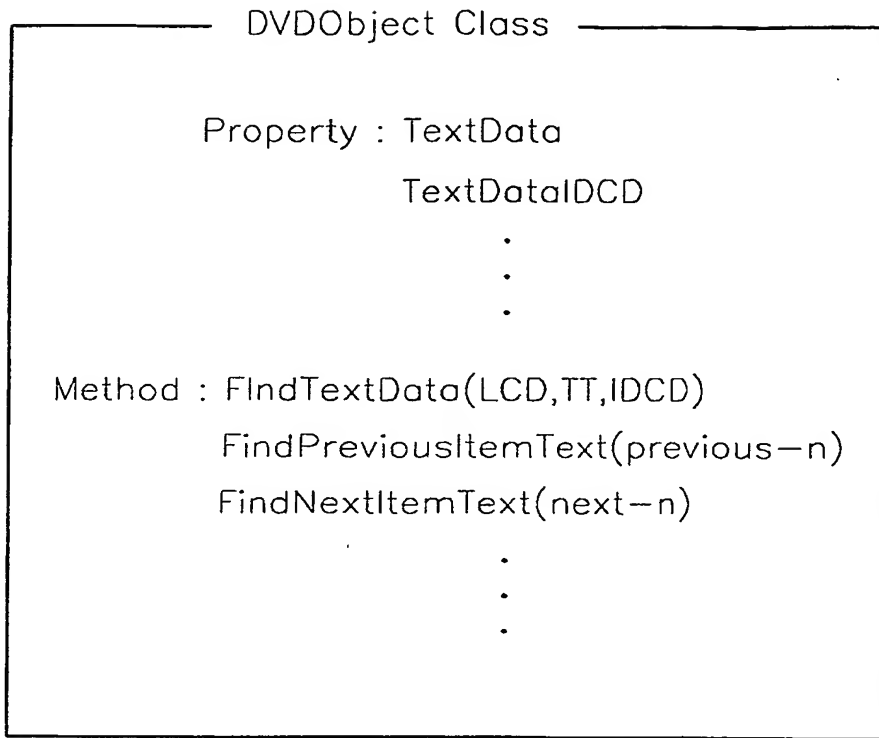 DVDObject Class
Property : TextData
TextDataIDCD
.
.
.
Method : FIndTextData(LCD,TT,IDCD)
FindPreviousItemText(previous-n)
FindNextItemText(next-n)
.
.
.